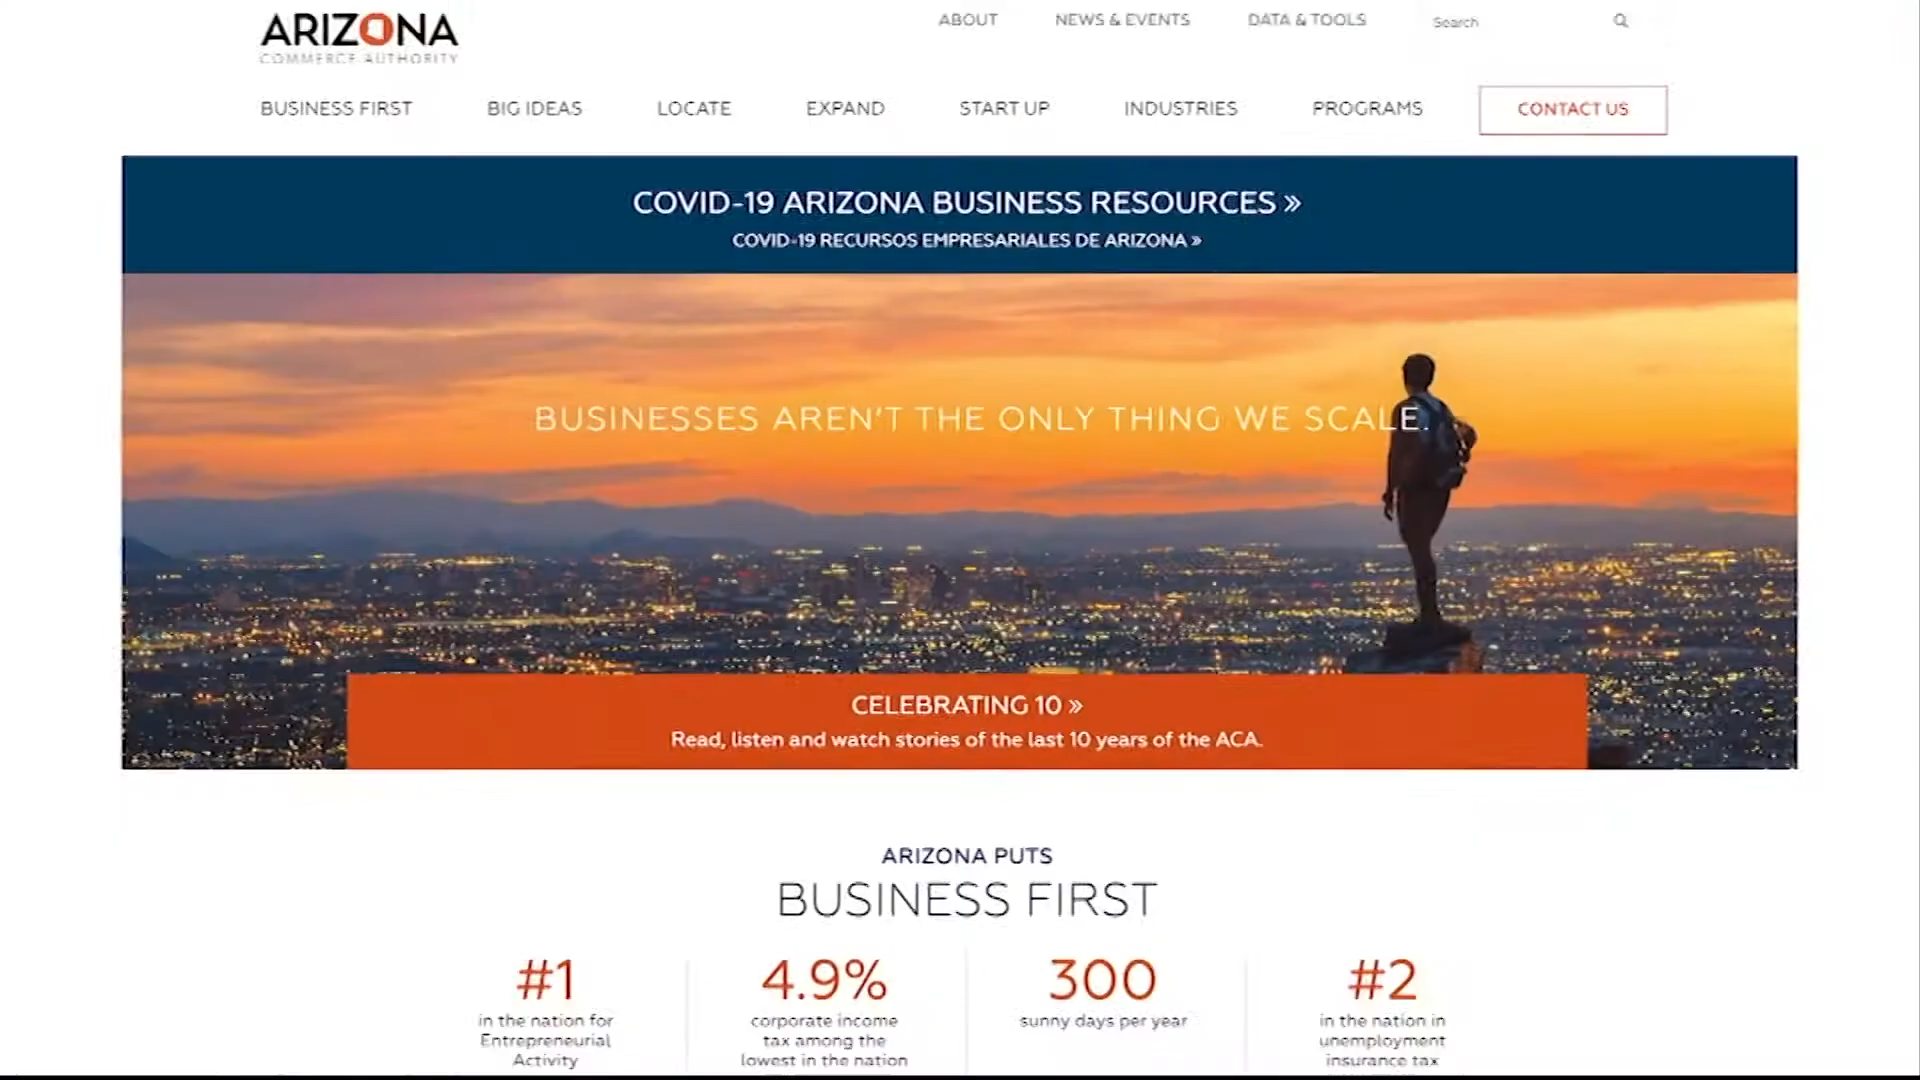 ARIZONA
COMMERCE AUTHORITY
ABOUT NEWS & EVENTS DATA & TOOLS Search
BUSINESS FIRST BIG IDEAS LOCATE EXPAND START UP INDUSTRIES PROGRAMS CONTACT US
COVID-19 ARIZONA BUSINESS RESOURCES »
COVID-19 RECURSOS EMPRESARIALES DE ARIZONA »
BUSINESSES AREN'T THE ONLY THING WE SCALE.
CELEBRATING 10 »
Read, listen and watch stories of the last 10 years of the ACA.
ARIZONA PUTS
BUSINESS FIRST
#1
in the nation for
Entrepreneurial
Activity
4.9%
corporate income
tax among the
lowest in the nation
300
sunny days per year
#2
in the nation in
unemployment
insurance tax